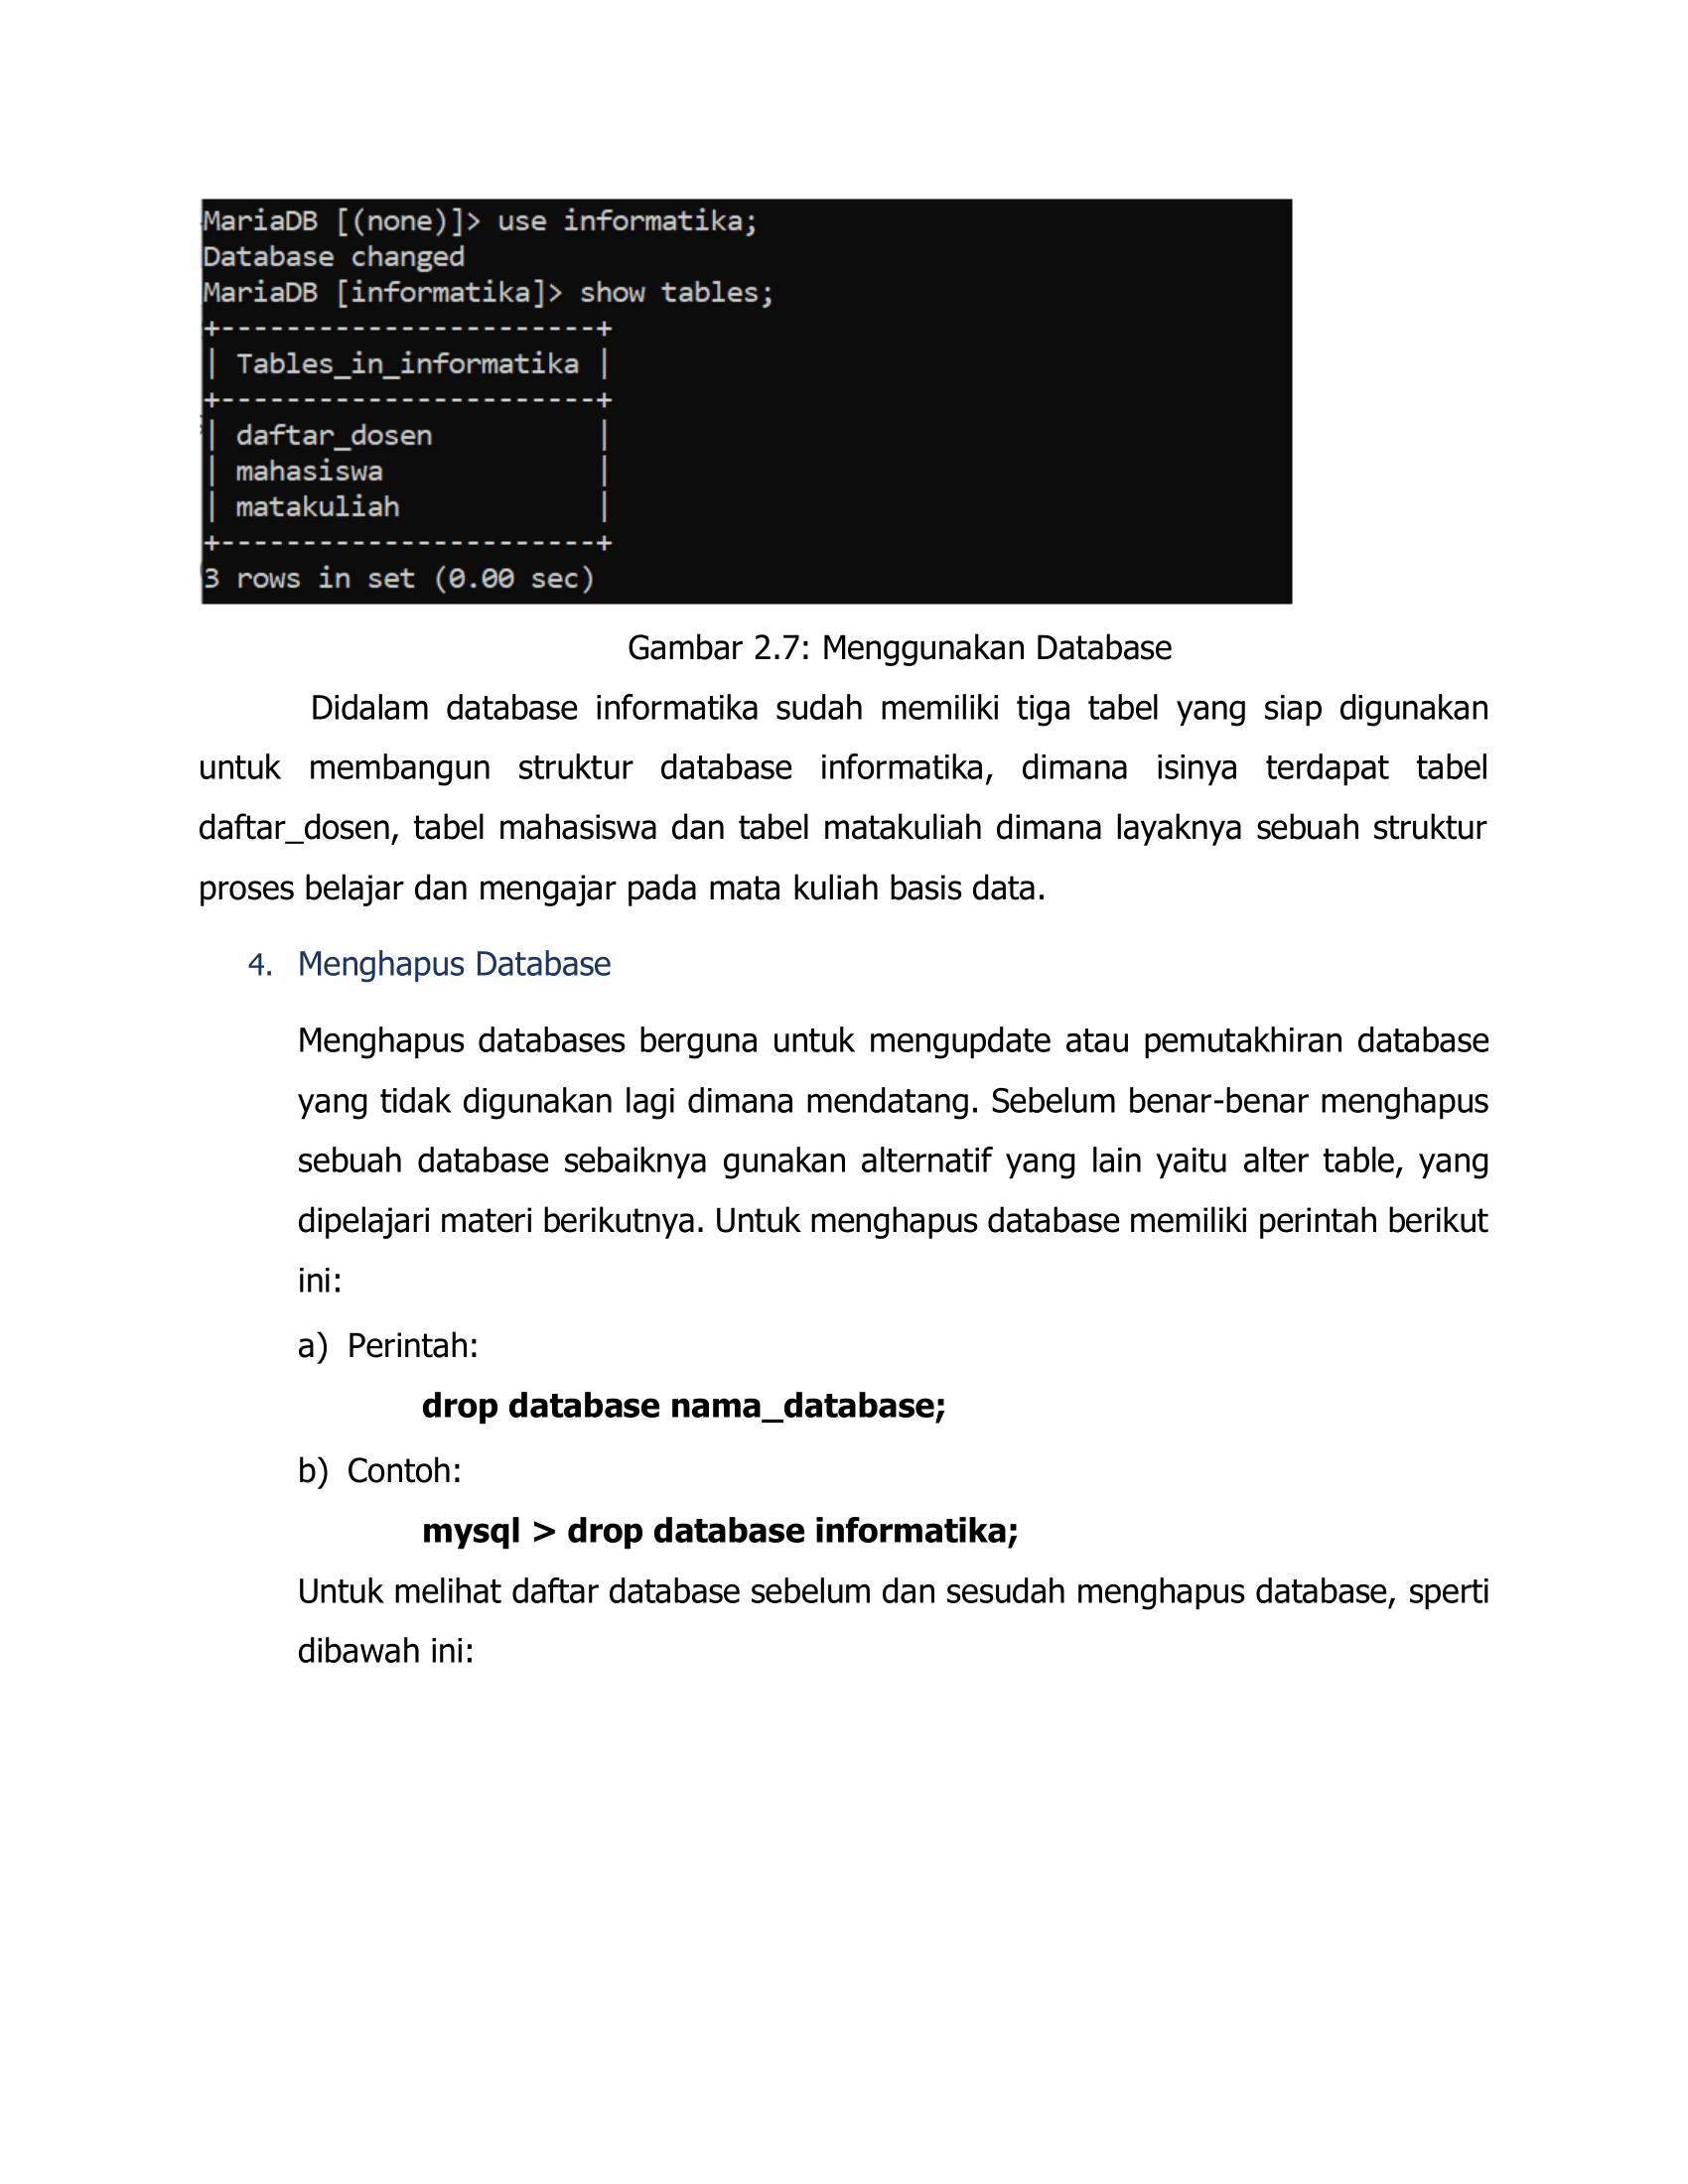 MariaDB [(none)]> use informatika;
Database changed
MariaDB [informatika]> show tables;
+-----------------------+
| Tables_in_informatika |
+-----------------------+
| daftar_dosen          |
| mahasiswa             |
| matakuliah            |
+-----------------------+
3 rows in set (0.00 sec)
Gambar 2.7: Menggunakan Database
Didalam database informatika sudah memiliki tiga tabel yang siap digunakan
untuk membangun struktur database informatika, dimana isinya terdapat tabel
daftar_dosen, tabel mahasiswa dan tabel matakuliah dimana layaknya sebuah struktur
proses belajar dan mengajar pada mata kuliah basis data.
4. Menghapus Database
Menghapus databases berguna untuk mengupdate atau pemutakhiran database
yang tidak digunakan lagi dimana mendatang. Sebelum benar-benar menghapus
sebuah database sebaiknya gunakan alternatif yang lain yaitu alter table, yang
dipelajari materi berikutnya. Untuk menghapus database memiliki perintah berikut
ini:
a) Perintah:
drop database nama_database;
b) Contoh:
mysql > drop database informatika;
Untuk melihat daftar database sebelum dan sesudah menghapus database, sperti
dibawah ini: